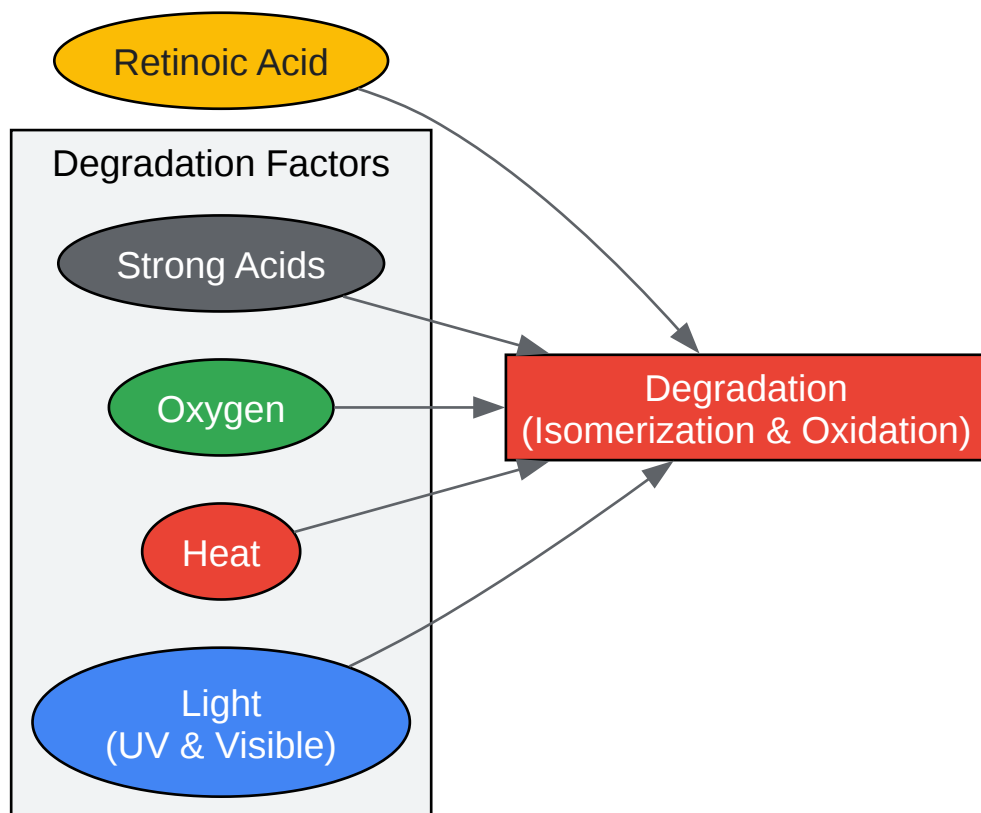 Retinoic Acid
Degradation Factors
Strong Acids
Oxygen
Heat
Light
(UV & Visible)
Degradation
(Isomerization & Oxidation)